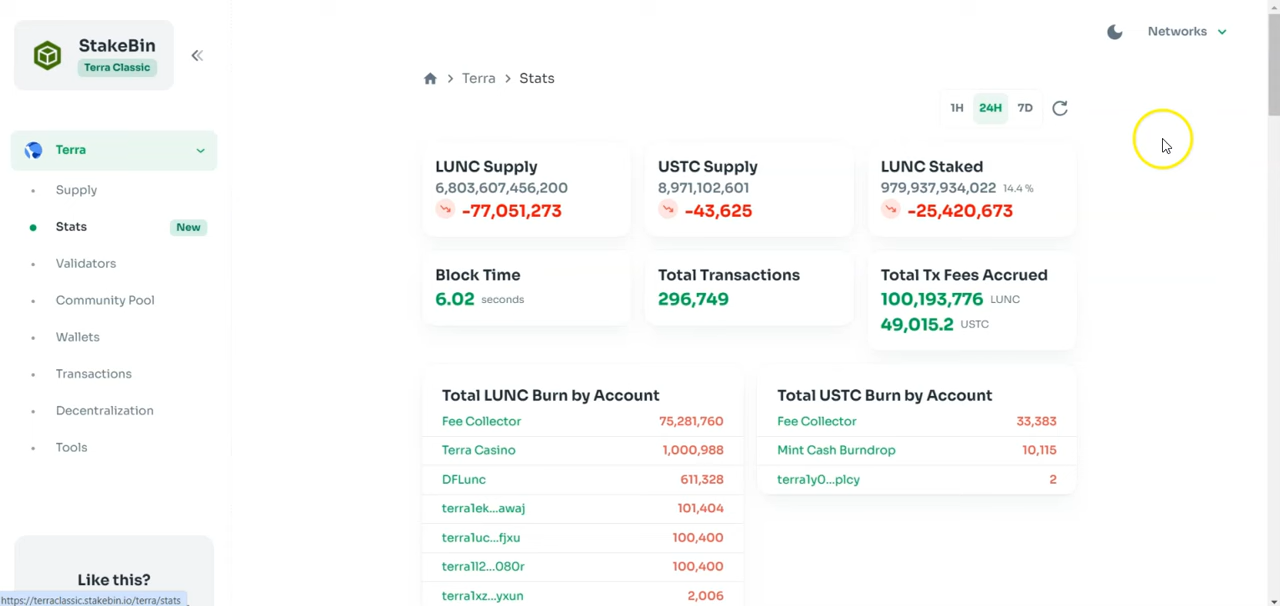 StakeBin
Terra Classic
Networks
Terra
Supply
Stats
New
Validators
Community Pool
Wallets
Transactions
Decentralization
Tools
Like this?
https://terraclassic.stakebin.io/terra/stats
> Terra > Stats
1H 24H 7D
LUNC Supply
6,803,607,456,200
-77,051,273
USTC Supply
8,971,102,601
-43,625
LUNC Staked
979,937,934,022 14.4 %
-25,420,673
Block Time
6.02 seconds
Total Transactions
296,749
Total Tx Fees Accrued
100,193,776 LUNC
49,015.2 USTC
Total LUNC Burn by Account
Fee Collector 75,281,760
Terra Casino 1,000,988
DFLunc 611,328
terra1ek...awaj 101,404
terra1uc...fjxu 100,400
terra1l2...080r 100,400
terra1xz...yxun 2,006
Total USTC Burn by Account
Fee Collector 33,383
Mint Cash Burndrop 10,115
terra1y0...plcy 2